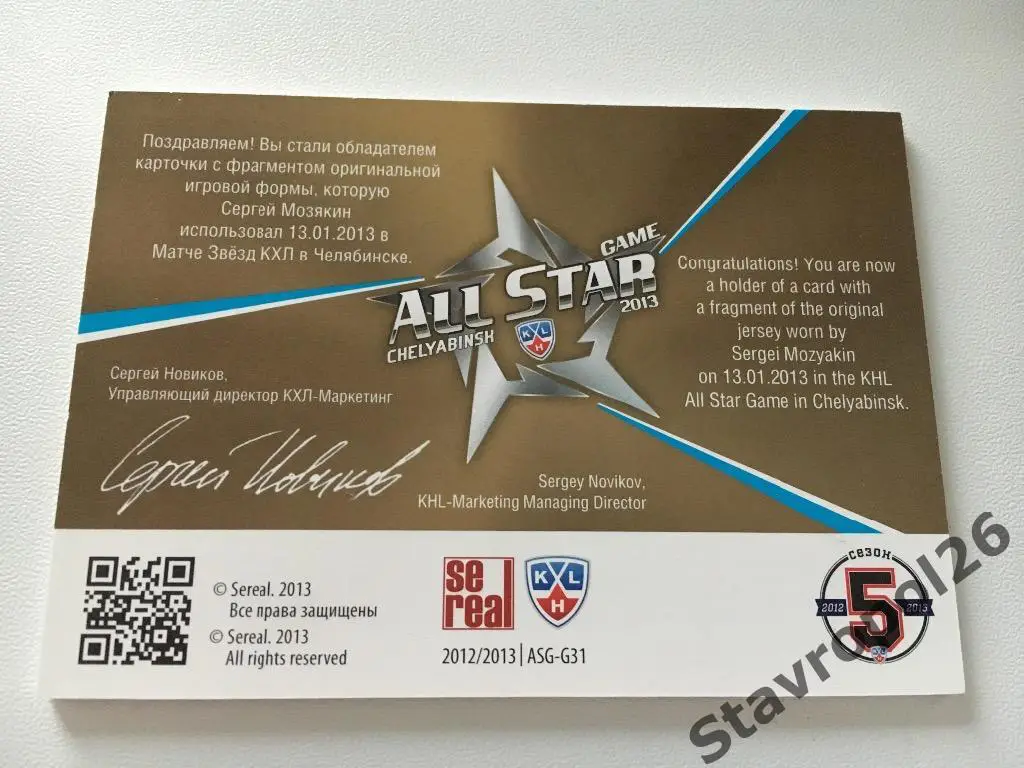 Поздравляем! Вы стали обладателем
карточки с фрагментом оригинальной
игровой формы, которую
Сергей Мозякин
использовал 13.01.2013 в
Матче Звёзд КХЛ в Челябинске.
GAME
ALL STAR
2013
CHELYABINSK
KHL
Congratulations! You are now
a holder of a card with
a fragment of the original
jersey worn by
Sergei Mozyakin
on 13.01.2013 in the KHL
All Star Game in Chelyabinsk.
Сергей Новиков,
Управляющий директор КХЛ-Маркетинг
Сергей Новиков
Sergey Novikov,
KHL-Marketing Managing Director
© Sereal. 2013
Все права защищены
© Sereal. 2013
All rights reserved
se
real
KHL
2012/2013 | ASG-G31
СЕЗОН
2012 5 2013
Stavropol26